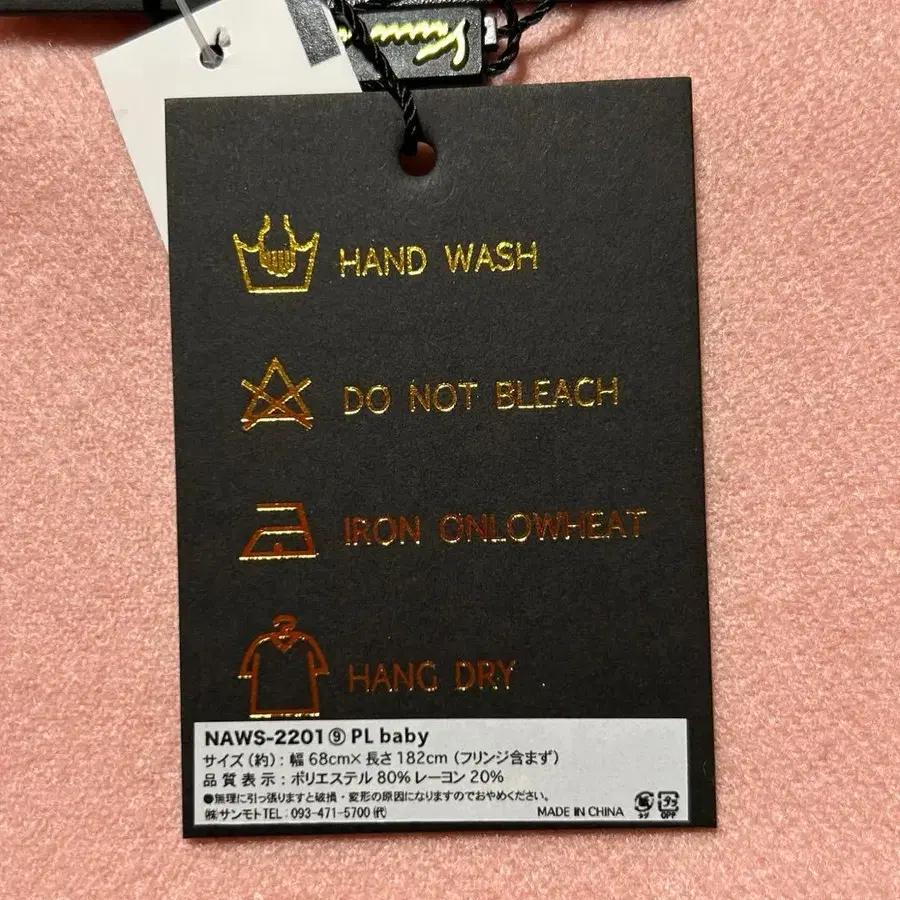 HAND WASH
DO NOT BLEACH
IRON ONLOWHEAT
HANG DRY
NAWS-2201⑨ PL baby
サイズ（約）：幅 68cm×長さ 182cm（フリンジ含まず）
品質表示：ポリエステル 80% レーヨン 20%
●無理に引っ張りますと破損・変形の原因になりますのでおやめください。
㈱サンモトTEL：093-471-5700㈹ MADE IN CHINA